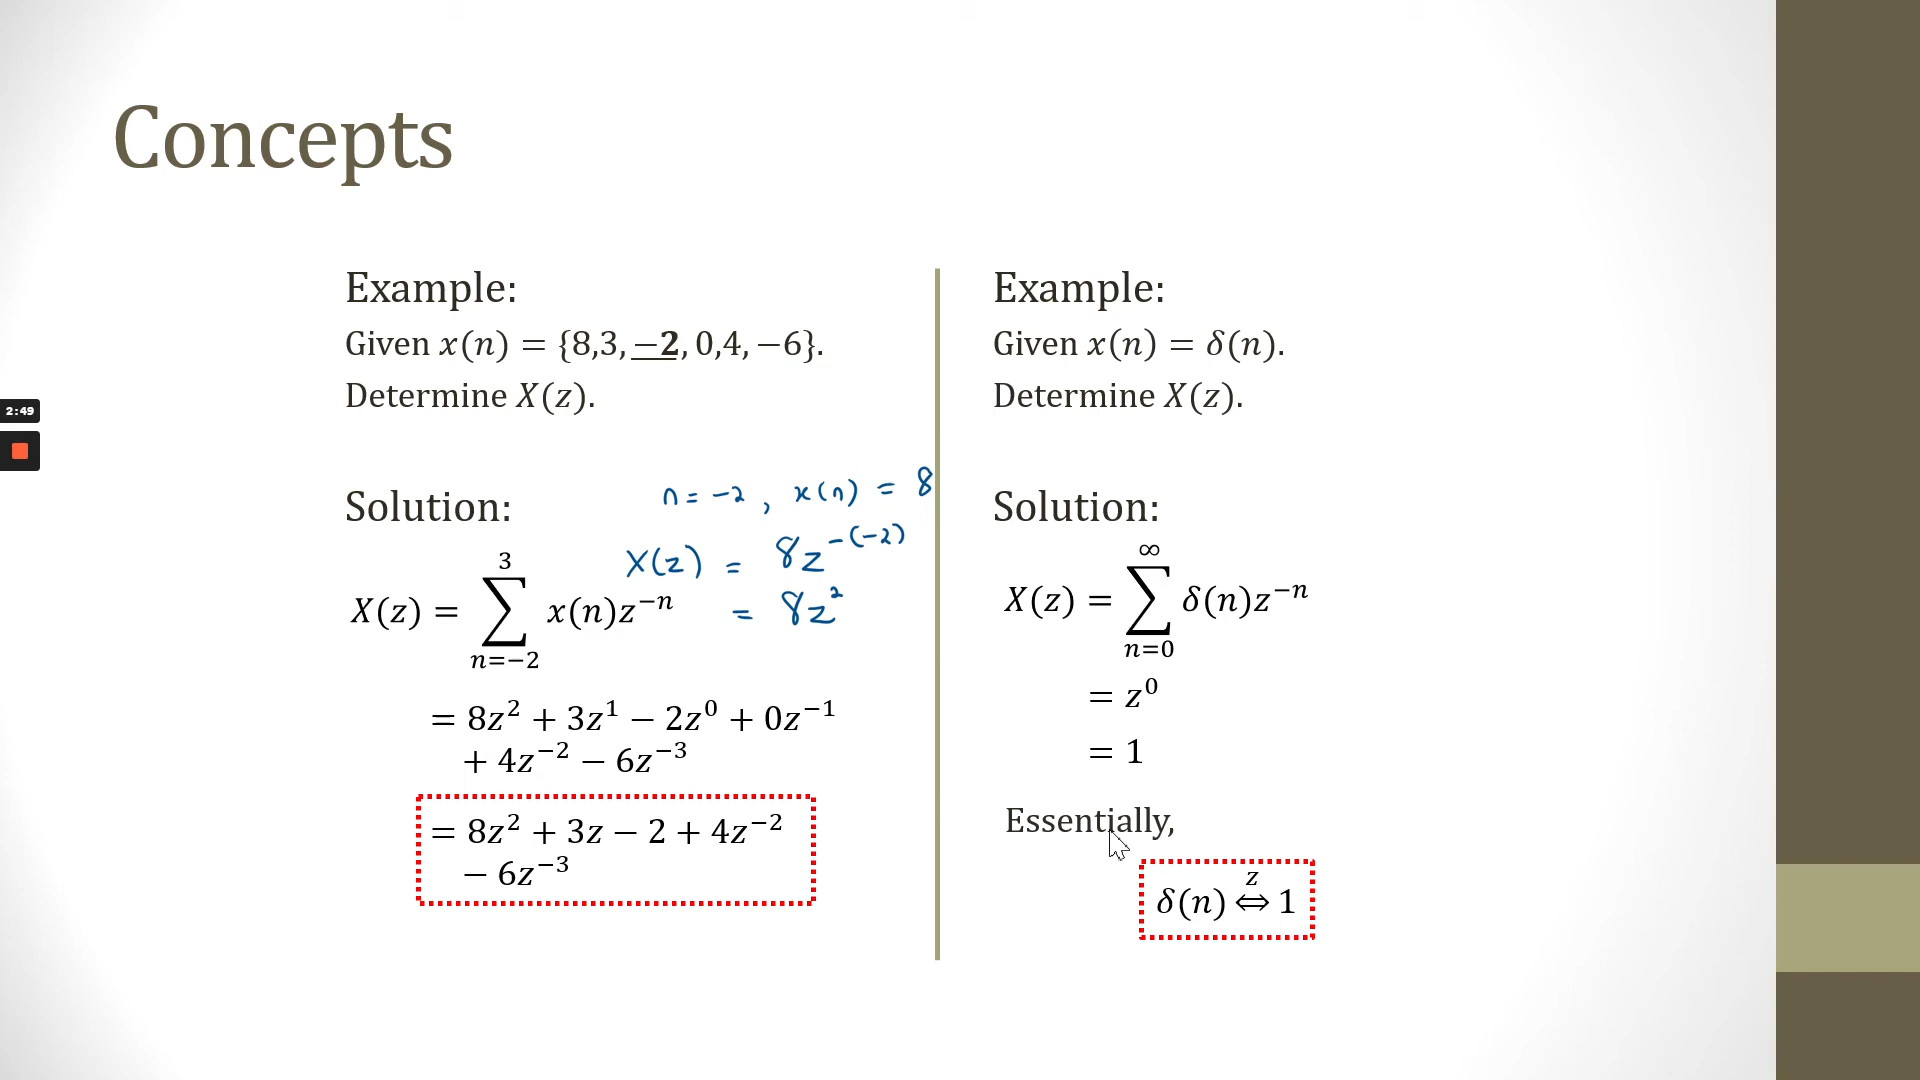 Concepts
Example:
Given x(n) = {8,3, −2, 0,4, −6}.
Determine X(z).
Solution:
n = −2 , x(n) = 8
X(z) = 8z^−(−2)
= 8z^2
3
X(z) = ∑ x(n)z^−n
n=−2
= 8z^2 + 3z^1 − 2z^0 + 0z^−1
+ 4z^−2 − 6z^−3
= 8z^2 + 3z − 2 + 4z^−2
− 6z^−3
Example:
Given x(n) = δ(n).
Determine X(z).
Solution:
∞
X(z) = ∑ δ(n)z^−n
n=0
= z^0
= 1
Essentially,
z
δ(n) ⇔ 1
2:49